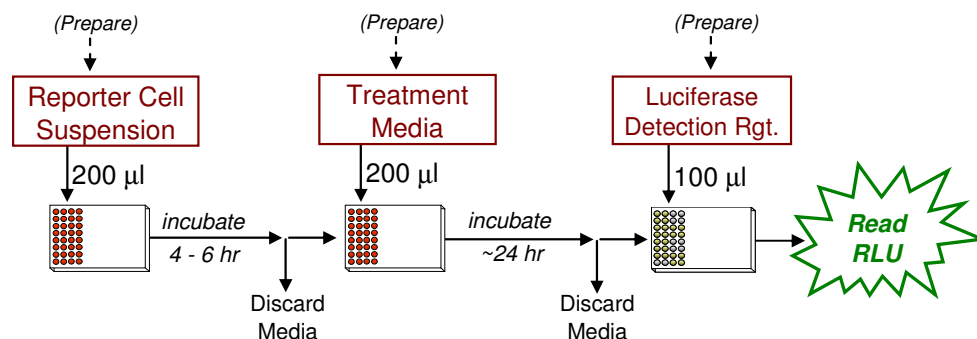 (Prepare)
(Prepare)
(Prepare)
Reporter Cell
Suspension
Treatment
Media
Luciferase
Detection Rgt.
200 µl
200 µl
100 µl
incubate
4 - 6 hr
incubate
~24 hr
Read
RLU
Discard
Media
Discard
Media